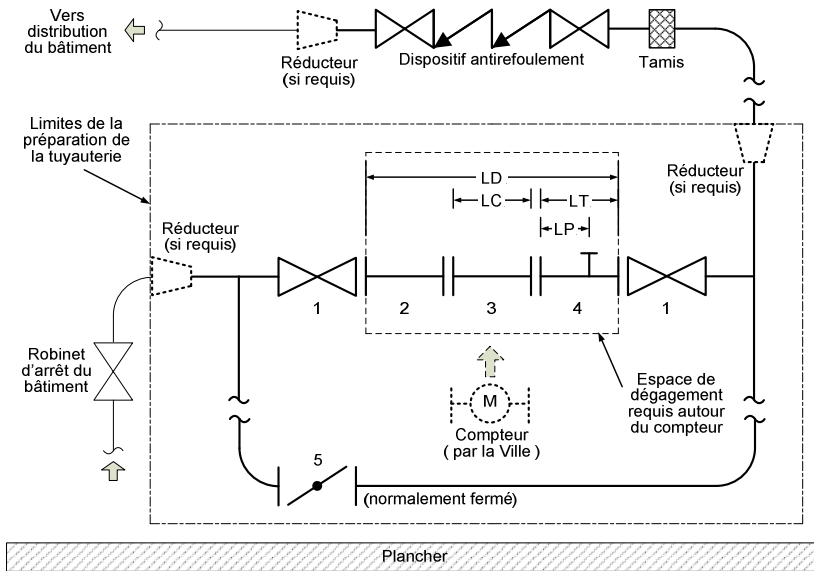 Vers
distribution
du bâtiment
Réducteur
(si requis)
Dispositif antirefoulement
Tamis
Limites de la
préparation de
la tuyauterie
Réducteur
(si requis)
LD
LC
LT
LP
Réducteur
(si requis)
1
2
3
4
1
Robinet
d'arrêt du
bâtiment
M
Compteur
( par la Ville )
Espace de
dégagement
requis autour
du compteur
5
(normalement fermé)
Plancher